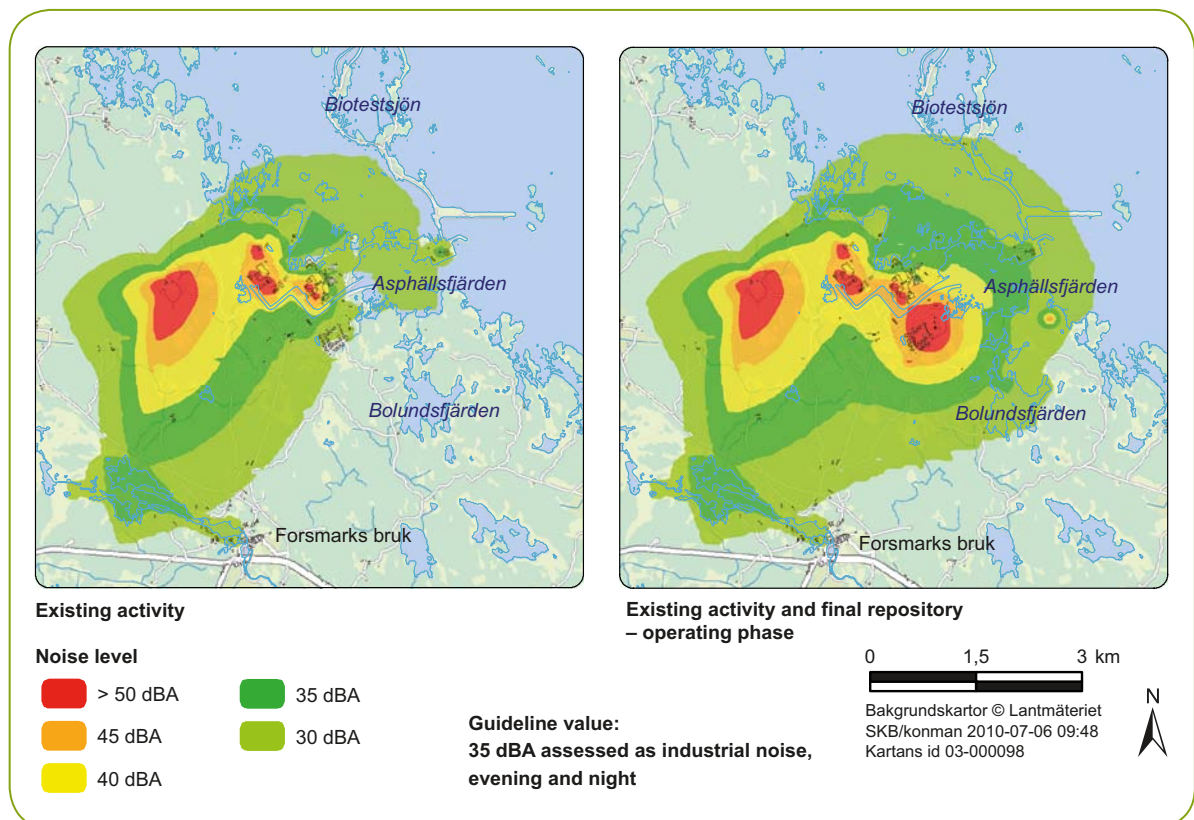 Biotestsjön
Asphällsfjärden
Bolundsfjärden
Forsmarks bruk
Biotestsjön
Asphällsfjärden
Bolundsfjärden
Forsmarks bruk
Existing activity
Existing activity and final repository
– operating phase
Noise level
> 50 dBA
45 dBA
40 dBA
35 dBA
30 dBA
Guideline value:
35 dBA assessed as industrial noise,
evening and night
0 1,5 3 km
Bakgrundskartor © Lantmäteriet
SKB/konman 2010-07-06 09:48
Kartans id 03-000098
N